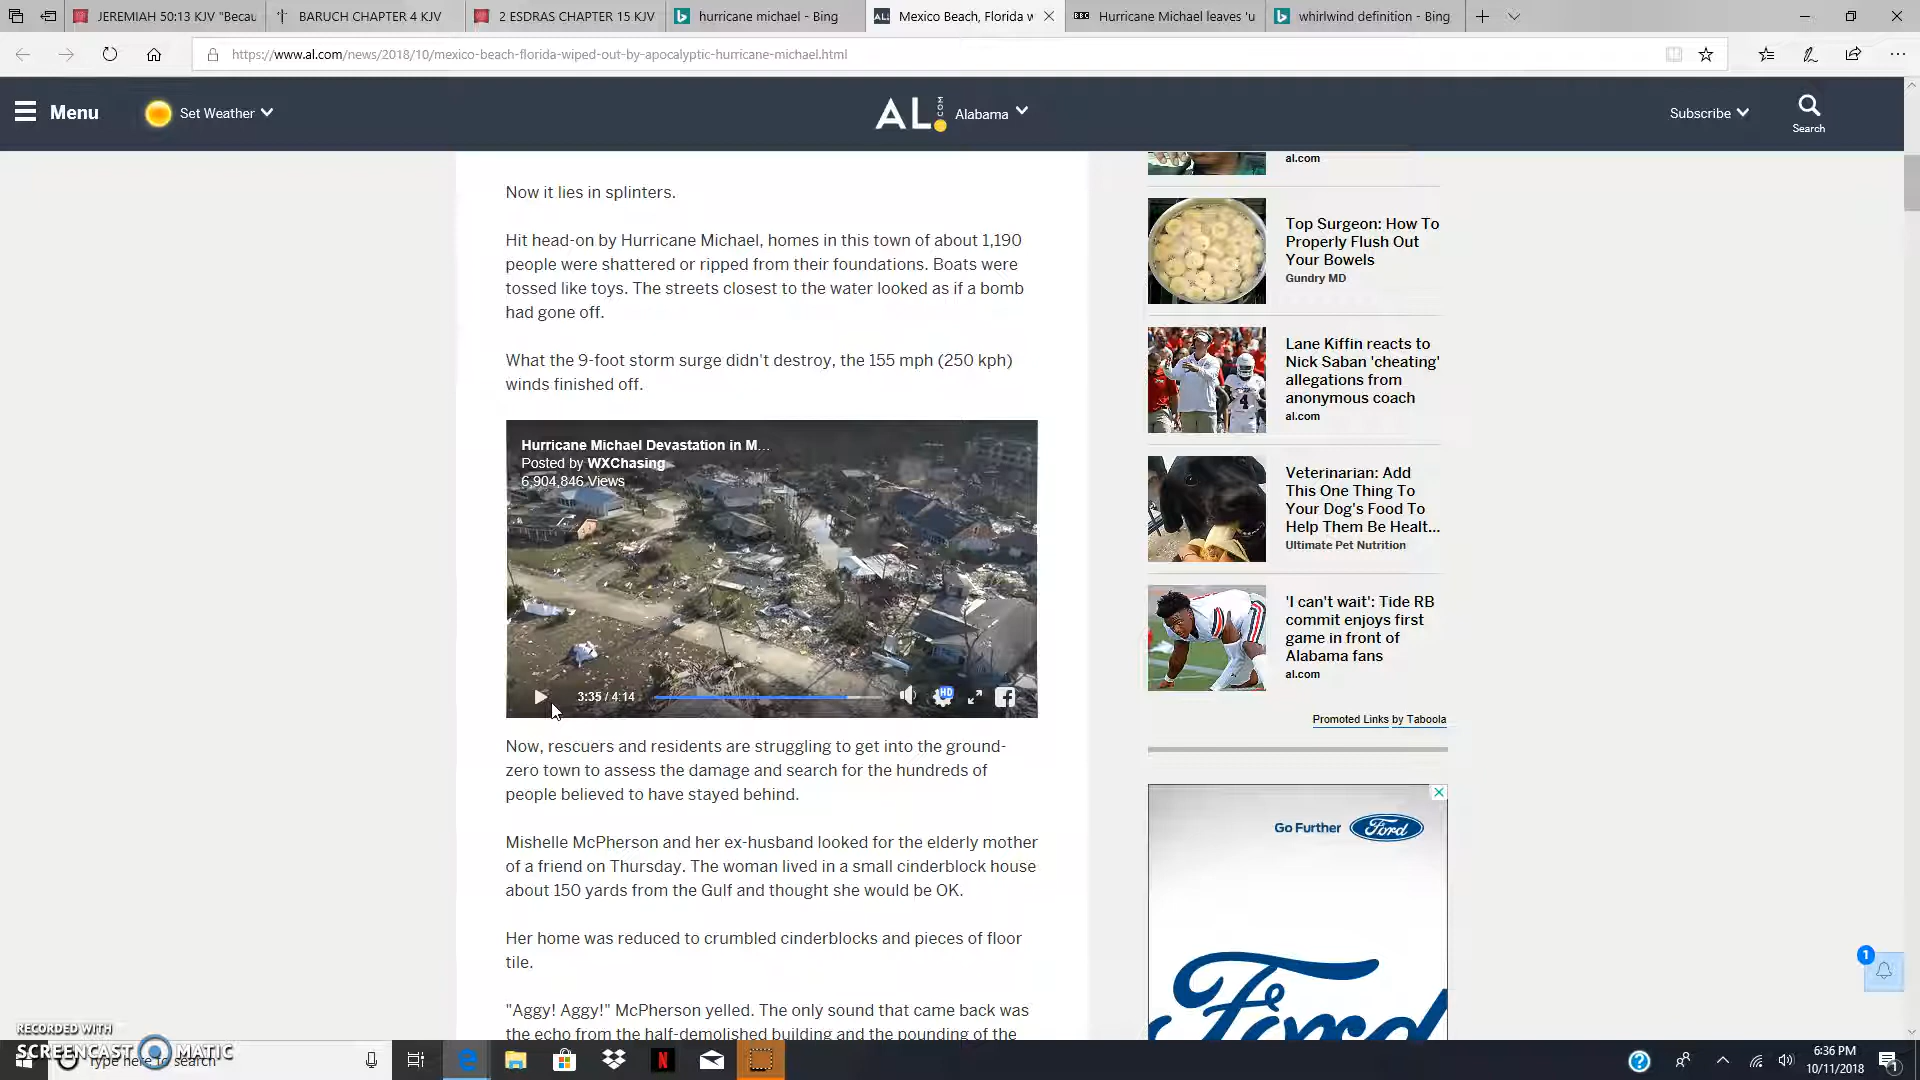 JEREMIAH 50:13 KJV "Becau
BARUCH CHAPTER 4 KJV
2 ESDRAS CHAPTER 15 KJV
hurricane michael - Bing
Mexico Beach, Florida w
Hurricane Michael leaves 'u
whirlwind definition - Bing
https://www.al.com/news/2018/10/mexico-beach-florida-wiped-out-by-apocalyptic-hurricane-michael.html
Menu
Set Weather
AL.COM
Alabama
Subscribe
Search
Now it lies in splinters.
Hit head-on by Hurricane Michael, homes in this town of about 1,190
people were shattered or ripped from their foundations. Boats were
tossed like toys. The streets closest to the water looked as if a bomb
had gone off.
What the 9-foot storm surge didn't destroy, the 155 mph (250 kph)
winds finished off.
Hurricane Michael Devastation in M...
Posted by WXChasing
6,904,846 Views
3:35 / 4:14
HD
Now, rescuers and residents are struggling to get into the ground-
zero town to assess the damage and search for the hundreds of
people believed to have stayed behind.
Mishelle McPherson and her ex-husband looked for the elderly mother
of a friend on Thursday. The woman lived in a small cinderblock house
about 150 yards from the Gulf and thought she would be OK.
Her home was reduced to crumbled cinderblocks and pieces of floor
tile.
"Aggy! Aggy!" McPherson yelled. The only sound that came back was
the echo from the half-demolished building and the pounding of the
al.com
Top Surgeon: How To
Properly Flush Out
Your Bowels
Gundry MD
Lane Kiffin reacts to
Nick Saban 'cheating'
allegations from
anonymous coach
al.com
Veterinarian: Add
This One Thing To
Your Dog's Food To
Help Them Be Healt...
Ultimate Pet Nutrition
'I can't wait': Tide RB
commit enjoys first
game in front of
Alabama fans
al.com
Promoted Links by Taboola
Go Further
Ford
Ford
1
RECORDED WITH
SCREENCAST MATIC
Type here to search
6:36 PM
10/11/2018
1